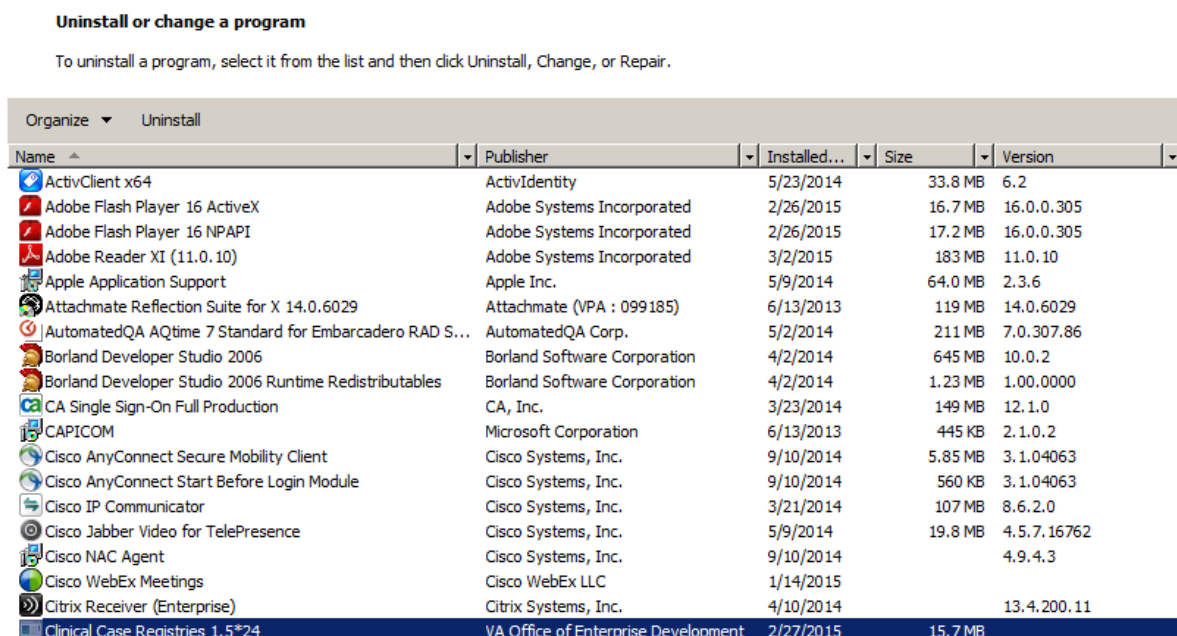 Uninstall or change a program
To uninstall a program, select it from the list and then click Uninstall, Change, or Repair.
Organize Uninstall
Name Publisher Installed... Size Version
ActivClient x64 ActivIdentity 5/23/2014 33.8 MB 6.2
Adobe Flash Player 16 ActiveX Adobe Systems Incorporated 2/26/2015 16.7 MB 16.0.0.305
Adobe Flash Player 16 NPAPI Adobe Systems Incorporated 2/26/2015 17.2 MB 16.0.0.305
Adobe Reader XI (11.0.10) Adobe Systems Incorporated 3/2/2015 183 MB 11.0.10
Apple Application Support Apple Inc. 5/9/2014 64.0 MB 2.3.6
Attachmate Reflection Suite for X 14.0.6029 Attachmate (VPA : 099185) 6/13/2013 119 MB 14.0.6029
AutomatedQA AQtime 7 Standard for Embarcadero RAD S... AutomatedQA Corp. 5/2/2014 211 MB 7.0.307.86
Borland Developer Studio 2006 Borland Software Corporation 4/2/2014 645 MB 10.0.2
Borland Developer Studio 2006 Runtime Redistributables Borland Software Corporation 4/2/2014 1.23 MB 1.00.0000
ca CA Single Sign-On Full Production CA, Inc. 3/23/2014 149 MB 12.1.0
CAPICOM Microsoft Corporation 6/13/2013 445 KB 2.1.0.2
Cisco AnyConnect Secure Mobility Client Cisco Systems, Inc. 9/10/2014 5.85 MB 3.1.04063
Cisco AnyConnect Start Before Login Module Cisco Systems, Inc. 9/10/2014 560 KB 3.1.04063
Cisco IP Communicator Cisco Systems, Inc. 3/21/2014 107 MB 8.6.2.0
Cisco Jabber Video for TelePresence Cisco Systems, Inc. 5/9/2014 19.8 MB 4.5.7.16762
Cisco NAC Agent Cisco Systems, Inc. 9/10/2014 4.9.4.3
Cisco WebEx Meetings Cisco WebEx LLC 1/14/2015
Citrix Receiver (Enterprise) Citrix Systems, Inc. 4/10/2014 13.4.200.11
Clinical Case Registries 1.5*24 VA Office of Enterprise Development 2/27/2015 15.7 MB